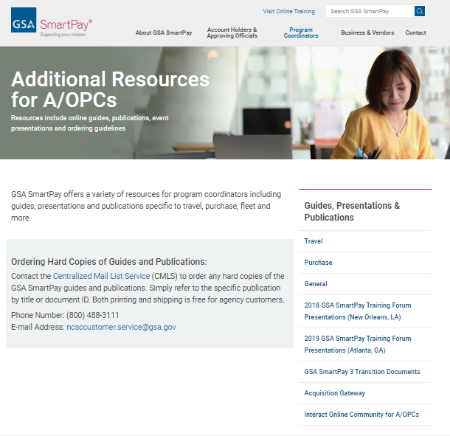 Visit Online Training
Search GSA SmartPay
GSA SmartPay®
Supporting your mission
About GSA SmartPay
Account Holders &
Approving Officials
Program
Coordinators
Business & Vendors
Contact
Additional Resources
for A/OPCs
Resources include online guides, publications, event
presentations and ordering guidelines
GSA SmartPay offers a variety of resources for program coordinators including
guides, presentations and publications specific to travel, purchase, fleet and
more.
Ordering Hard Copies of Guides and Publications:
Contact the Centralized Mail List Service (CMLS) to order any hard copies of the
GSA SmartPay guides and publications. Simply refer to the specific publication
by title or document ID. Both printing and shipping is free for agency customers.
Phone Number: (800) 488-3111
E-mail Address: ncsccustomer.service@gsa.gov
Guides, Presentations &
Publications
Travel
Purchase
General
2018 GSA SmartPay Training Forum
Presentations (New Orleans, LA)
2019 GSA SmartPay Training Forum
Presentations (Atlanta, GA)
GSA SmartPay 3 Transition Documents
Acquisition Gateway
Interact Online Community for A/OPCs